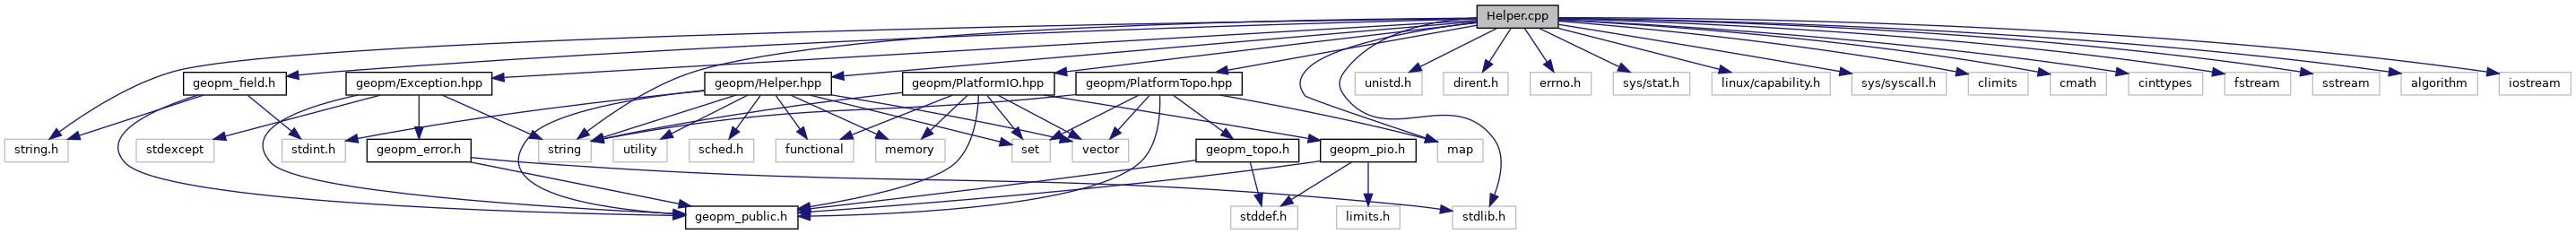 Helper.cpp
geopm_field.h
geopm/Exception.hpp
geopm/Helper.hpp
geopm/PlatformIO.hpp
geopm/PlatformTopo.hpp
unistd.h
dirent.h
errno.h
sys/stat.h
linux/capability.h
sys/syscall.h
climits
cmath
cinttypes
fstream
sstream
algorithm
iostream
string.h
stdexcept
stdint.h
geopm_error.h
string
utility
sched.h
functional
memory
set
vector
geopm_topo.h
geopm_pio.h
map
geopm_public.h
stddef.h
limits.h
stdlib.h